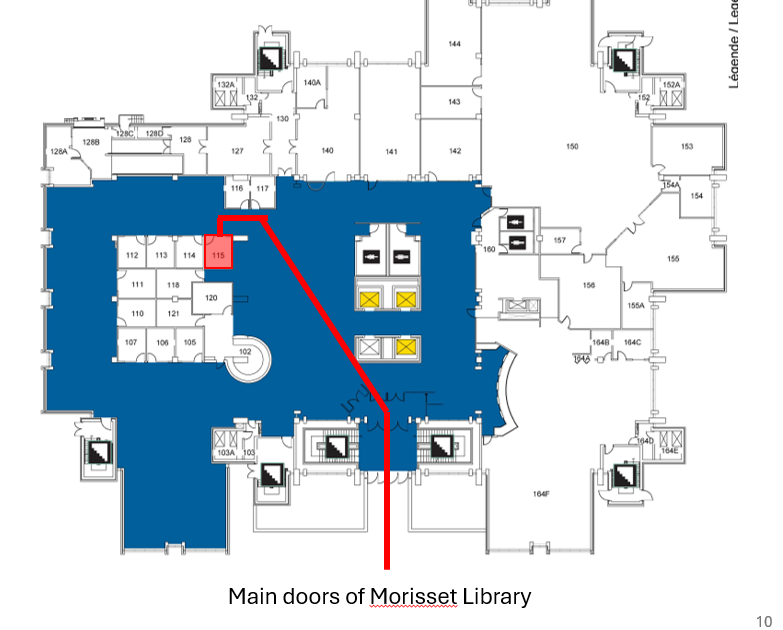 Légende / Lege
144
132A
140A
152A
132
143
152
130
128C
128D
128
128B
128A
127
140
141
142
150
153
154A
154
116
117
160
157
112
113
114
115
155
111
118
156
120
155A
110
121
107
106
105
102
164B
164C
164A
103A
103
164D
164E
164F
Main doors of Morisset Library
10